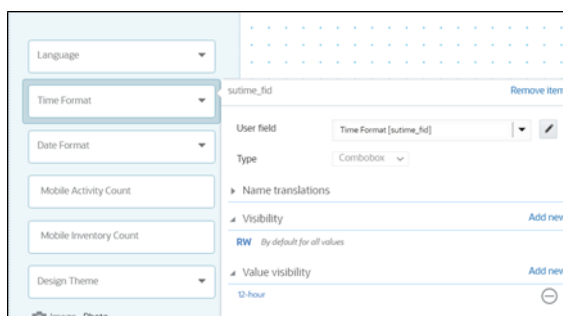 Language
Time Format
Date Format
Mobile Activity Count
Mobile Inventory Count
Design Theme
Image Photo
sutime_fid
Remove item
User field
Time Format [sutime_fid]
Type
Combobox
Name translations
Visibility
Add new
RW By default for all values
Value visibility
Add new
12-hour